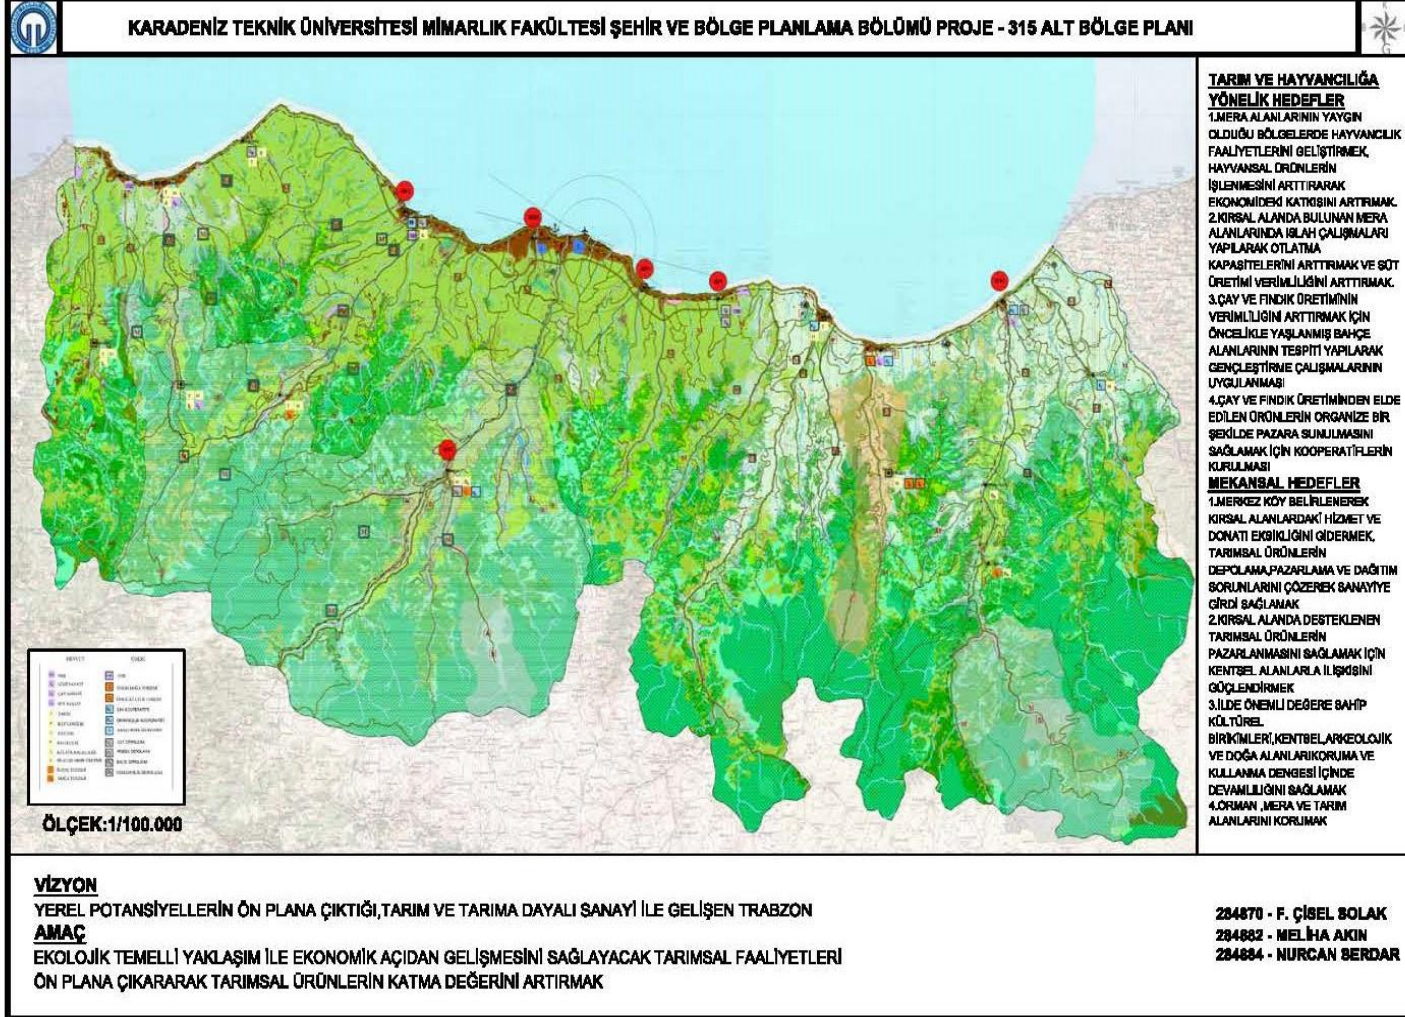 KARADENİZ TEKNİK ÜNİVERSİTESİ MİMARLIK FAKÜLTESİ ŞEHİR VE BÖLGE PLANLAMA BÖLÜMÜ PROJE - 315 ALT BÖLGE PLANI
TARIM VE HAYVANCILIĞA
YÖNELİK HEDEFLER
1.MERA ALANLARININ YAYGIN
OLDUĞU BÖLGELERDE HAYVANCILIK
FAALİYETLERİNİ GELİŞTİRMEK,
HAYVANSAL ÜRÜNLERİN
İŞLENMESİNİ ARTTIRARAK
EKONOMİDEKİ KATKISINI ARTIRMAK.
2.KIRSAL ALANDA BULUNAN MERA
ALANLARINDA ISLAH ÇALIŞMALARI
YAPILARAK OTLATMA
KAPASİTELERİNİ ARTTIRMAK VE SÜT
ÜRETİMİ VERİMLİLİĞİNİ ARTTIRMAK.
3.ÇAY VE FINDIK ÜRETİMİNİN
VERİMLİLİĞİNİ ARTTIRMAK İÇİN
ÖNCELİKLE YAŞLANMIŞ BAHÇE
ALANLARININ TESPİTİ YAPILARAK
GENÇLEŞTİRME ÇALIŞMALARININ
UYGULANMASI
4.ÇAY VE FINDIK ÜRETİMİNDEN ELDE
EDİLEN ÜRÜNLERİN ORGANİZE BİR
ŞEKİLDE PAZARA SUNULMASINI
SAĞLAMAK İÇİN KOOPERATİFLERİN
KURULMASI
MEKANSAL HEDEFLER
1.MERKEZ KÖY BELİRLENEREK
KIRSAL ALANLARDAKİ HİZMET VE
DONATI EKSİKLİĞİNİ GİDERMEK,
TARIMSAL ÜRÜNLERİN
DEPOLAMA,PAZARLAMA VE DAĞITIM
SORUNLARINI ÇÖZEREK SANAYİYE
GİRDİ SAĞLAMAK
2.KIRSAL ALANDA DESTEKLENEN
TARIMSAL ÜRÜNLERİN
PAZARLANMASINI SAĞLAMAK İÇİN
KENTSEL ALANLARLA İLİŞKİSİNİ
GÜÇLENDİRMEK
3.İLDE ÖNEMLİ DEĞERE SAHİP
KÜLTÜREL
BİRİKİMLERİ,KENTSEL,ARKEOLOJİK
VE DOĞA ALANLARIKORUMA VE
KULLANMA DENGESİ İÇİNDE
DEVAMLILIĞINI SAĞLAMAK
4.ORMAN ,MERA VE TARIM
ALANLARINI KORUMAK
ÖLÇEK:1/100.000
VİZYON
YEREL POTANSİYELLERİN ÖN PLANA ÇIKTIĞI,TARIM VE TARIMA DAYALI SANAYİ İLE GELİŞEN TRABZON
AMAÇ
EKOLOJİK TEMELLİ YAKLAŞIM İLE EKONOMİK AÇIDAN GELİŞMESİNİ SAĞLAYACAK TARIMSAL FAALİYETLERİ
ÖN PLANA ÇIKARARAK TARIMSAL ÜRÜNLERİN KATMA DEĞERİNİ ARTIRMAK
284870 - F. ÇİSEL SOLAK
284882 - MELİHA AKIN
284884 - NURCAN SERDAR